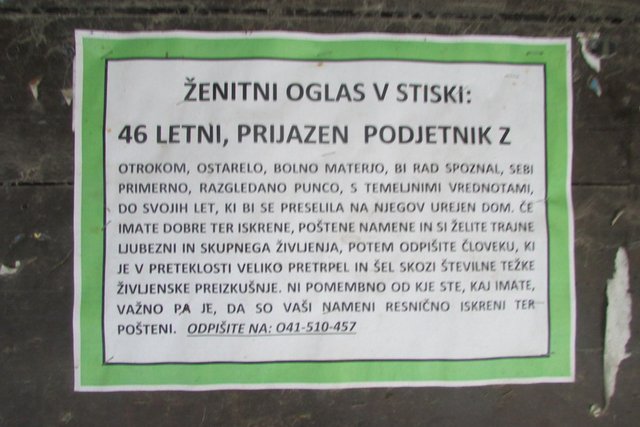 ŽENITNI OGLAS V STISKI:
46 LETNI, PRIJAZEN PODJETNIK Z
OTROKOM, OSTARELO, BOLNO MATERJO, BI RAD SPOZNAL, SEBI
PRIMERNO, RAZGLEDANO PUNCO, S TEMELJNIMI VREDNOTAMI,
DO SVOJIH LET, KI BI SE PRESELILA NA NJEGOV UREJEN DOM. ČE
IMATE DOBRE TER ISKRENE, POŠTENE NAMENE IN SI ŽELITE TRAJNE
LJUBEZNI IN SKUPNEGA ŽIVLJENJA, POTEM ODPIŠITE ČLOVEKU, KI
JE V PRETEKLOSTI VELIKO PRETRPEL IN ŠEL SKOZI ŠTEVILNE TEŽKE
ŽIVLJENSKE PREIZKUŠNJE. NI POMEMBNO OD KJE STE, KAJ IMATE,
VAŽNO PA JE, DA SO VAŠI NAMENI RESNIČNO ISKRENI TER
POŠTENI. ODPIŠITE NA: O41-510-457